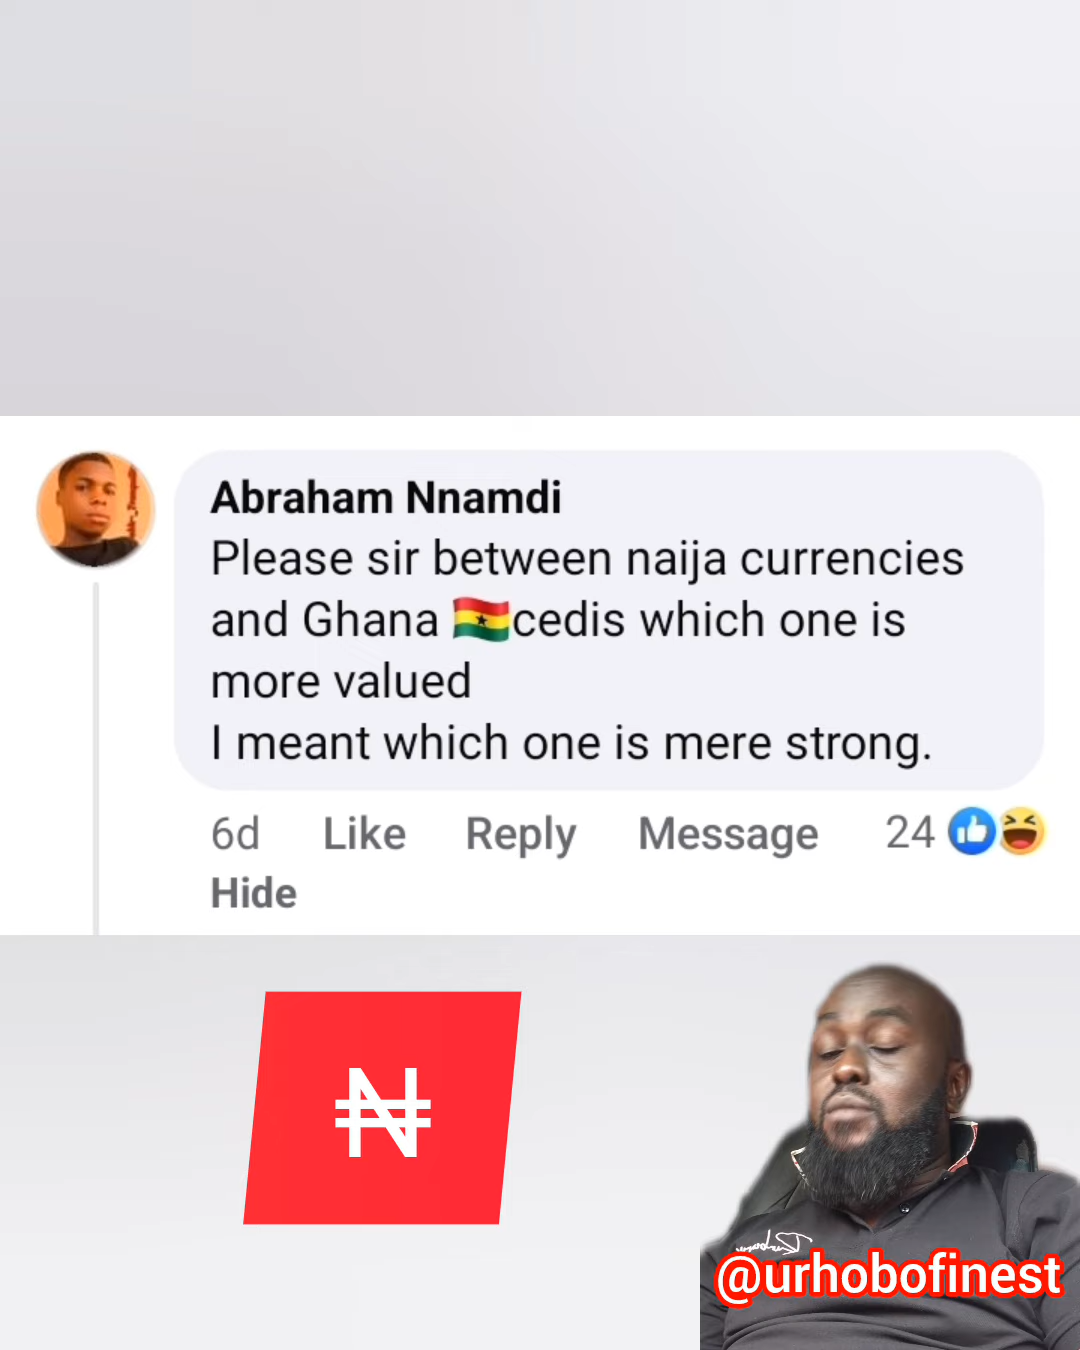 Abraham Nnamdi
Please sir between naija currencies
and Ghana 🇬🇭cedis which one is
more valued
I meant which one is mere strong.
6d Like Reply Message 24
Hide
₦
@urhobofinest